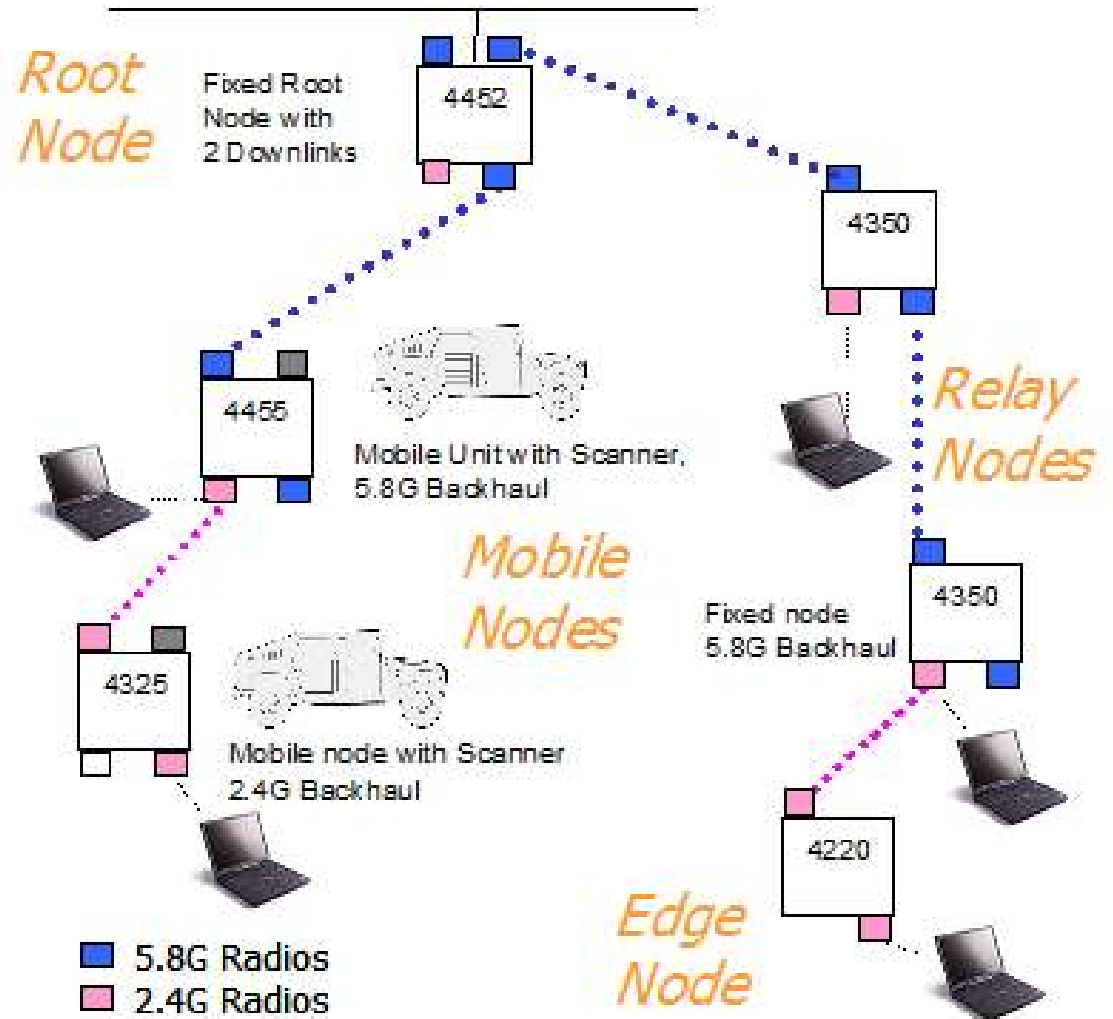 Root
Node
Fixed Root
Node with
2 Downlinks
4452
4350
4455
Mobile Unit with Scanner,
5.8G Backhaul
Relay
Nodes
Mobile
Nodes
4325
Mobile node with Scanner
2.4G Backhaul
Fixed node
5.8G Backhaul
4350
4220
Edge
Node
5.8G Radios
2.4G Radios